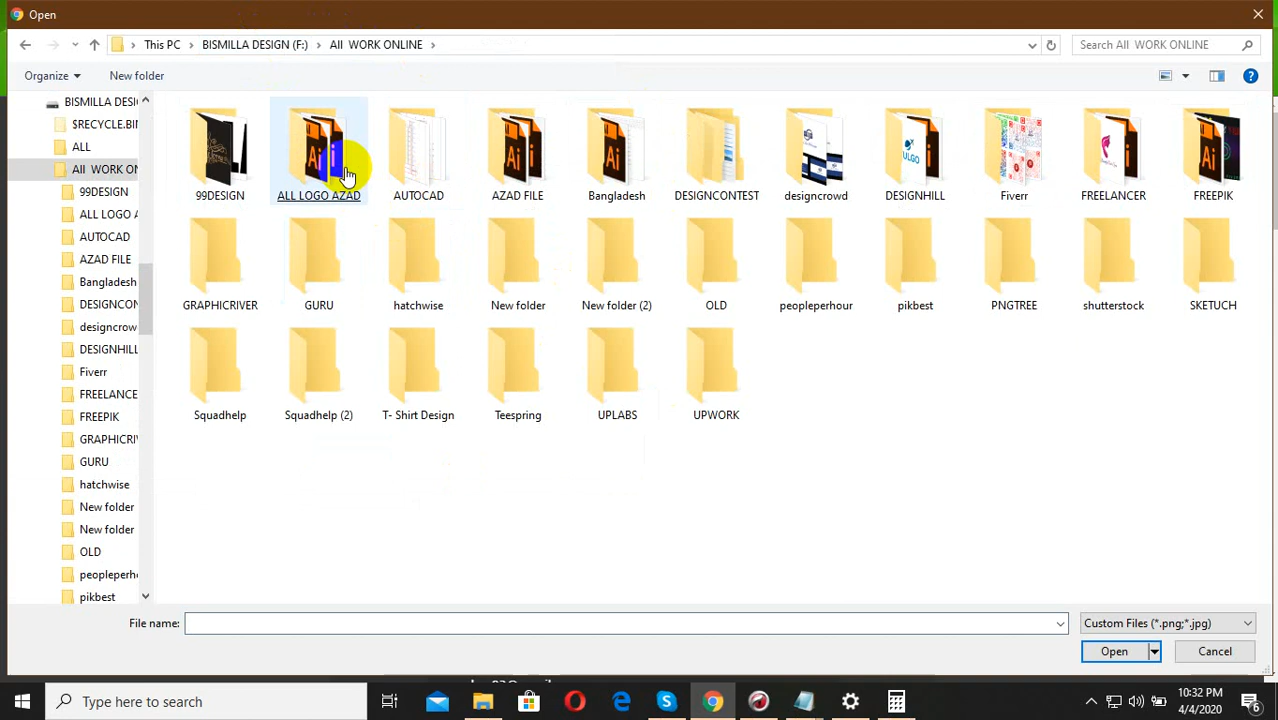 Open
This PC > BISMILLA DESIGN (F:) > All WORK ONLINE >
Search All WORK ONLINE
Organize
New folder
BISMILLA DESI
$RECYCLE.BIN
ALL
All WORK ON
99DESIGN
ALL LOGO A
AUTOCAD
AZAD FILE
Bangladesh
DESIGNCON
designcrow
DESIGNHILL
Fiverr
FREELANCE
FREEPIK
GRAPHICRI
GURU
hatchwise
New folder
New folder
OLD
peopleperh
pikbest
99DESIGN ALL LOGO AZAD AUTOCAD AZAD FILE Bangladesh DESIGNCONTEST designcrowd DESIGNHILL Fiverr FREELANCER FREEPIK
GRAPHICRIVER GURU hatchwise New folder New folder (2) OLD peopleperhour pikbest PNGTREE shutterstock SKETUCH
Squadhelp Squadhelp (2) T- Shirt Design Teespring UPLABS UPWORK
File name:
Custom Files (*.png;*.jpg)
Open
Cancel
Type here to search
10:32 PM
4/4/2020
6